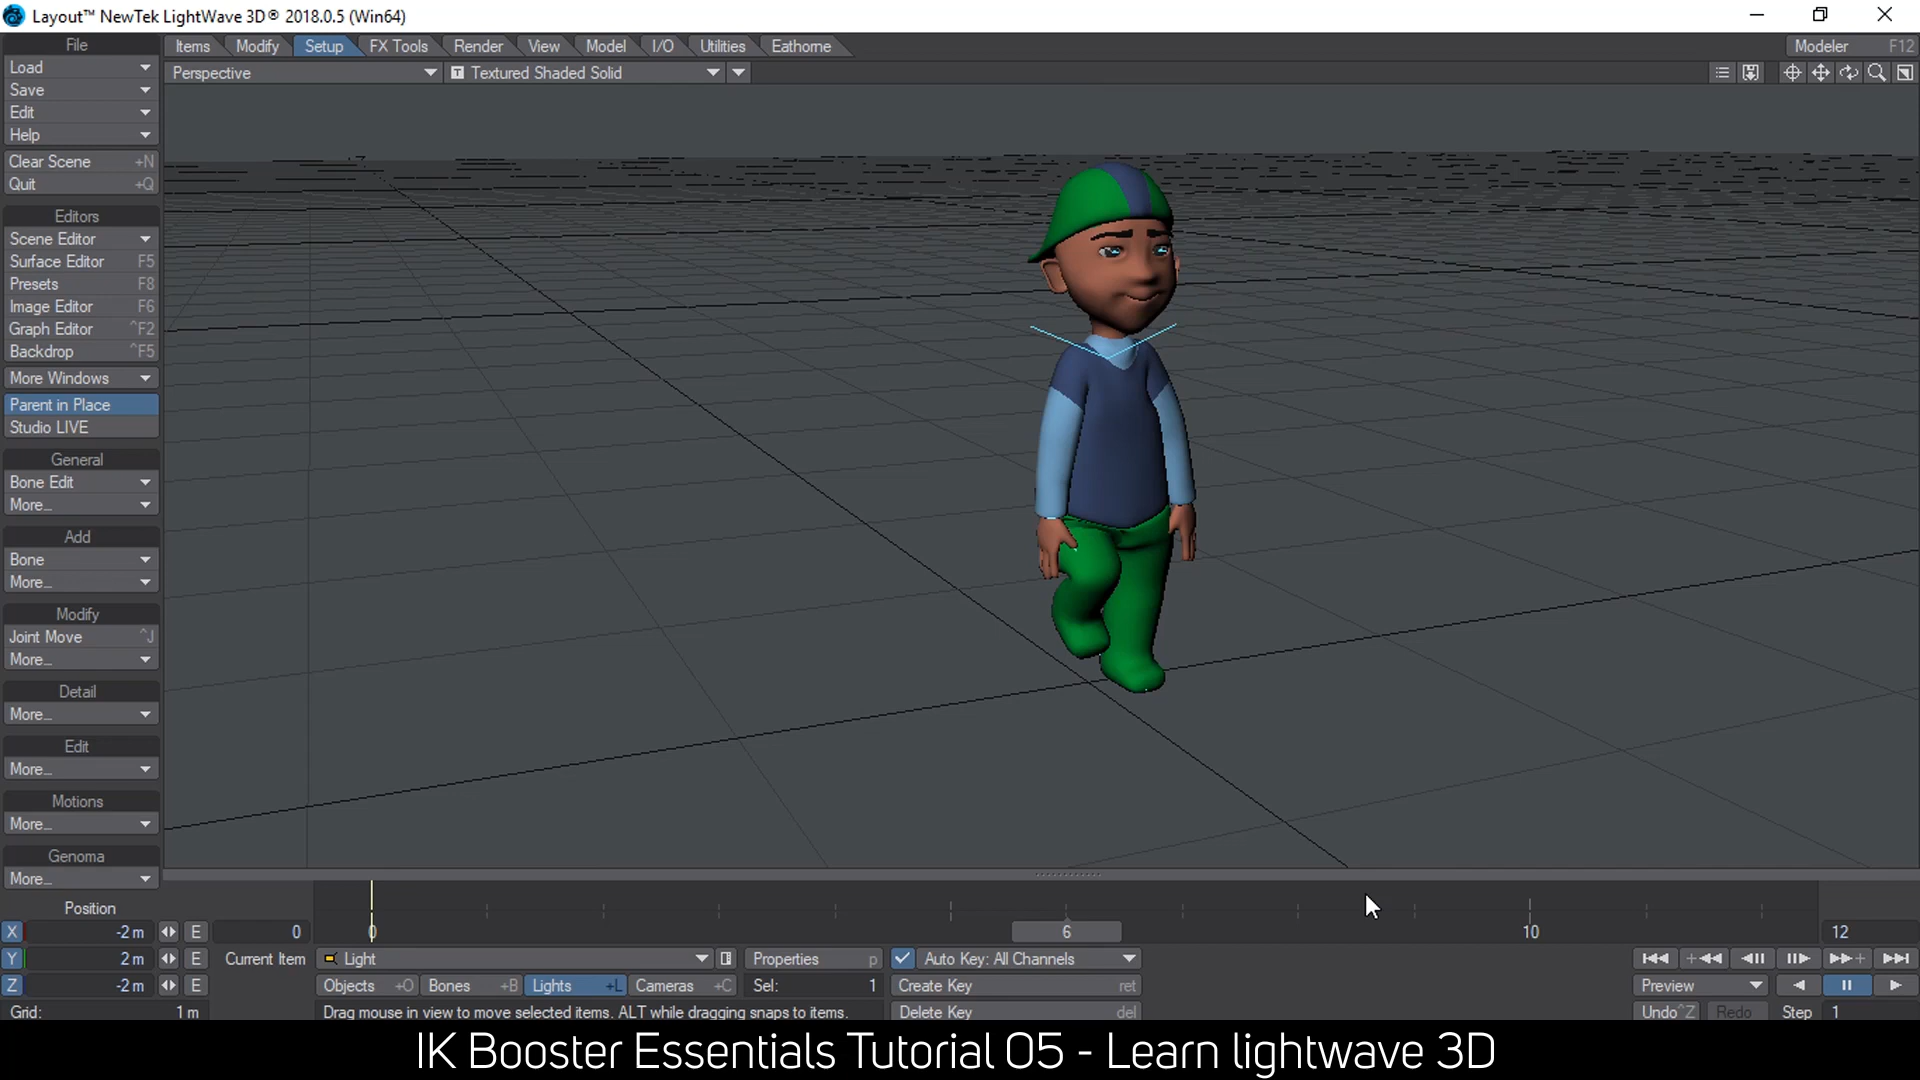 Layout™ NewTek LightWave 3D® 2018.0.5 (Win64)
File
Items Modify Setup FX Tools Render View Model I/O Utilities Eathorne Modeler F12
Load
Perspective T Textured Shaded Solid
Save
Edit
Help
Clear Scene +N
Quit +Q
Editors
Scene Editor
Surface Editor F5
Presets F8
Image Editor F6
Graph Editor ^F2
Backdrop ^F5
More Windows
Parent in Place
Studio LIVE
General
Bone Edit
More...
Add
Bone
More...
Modify
Joint Move ^J
More...
Detail
More...
Edit
More...
Motions
More...
Genoma
More...
Position
X -2 m E 0 0 6 10 12
Y 2 m E Current Item Light Properties p Auto Key: All Channels
Z -2 m E Objects +O Bones +B Lights +L Cameras +C Sel: 1 Create Key ret Preview
Grid: 1 m Drag mouse in view to move selected items. ALT while dragging snaps to items. Delete Key del Undo ^Z Redo Step 1
IK Booster Essentials Tutorial 05 - Learn lightwave 3D